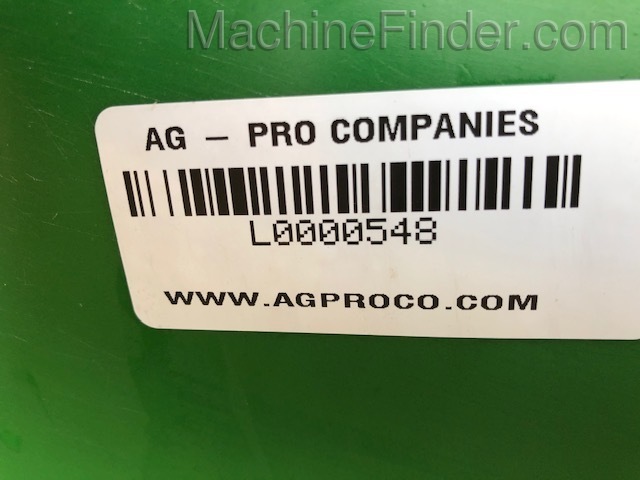 MachineFinder.com
AG – PRO COMPANIES
L0000548
WWW.AGPROCO.COM